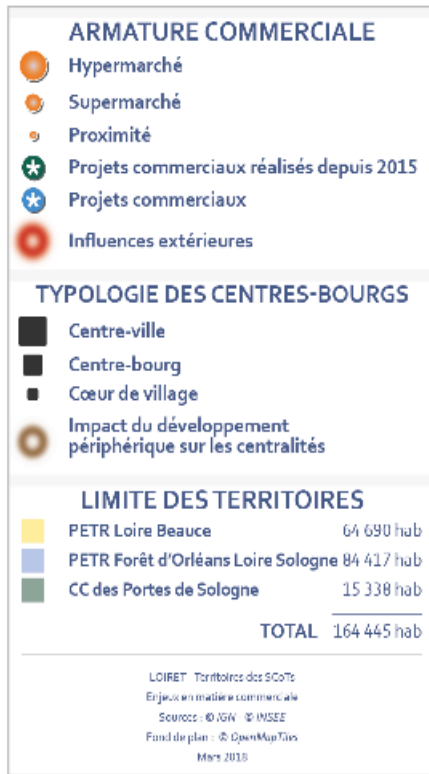 ARMATURE COMMERCIALE
Hypermarché
Supermarché
Proximité
Projets commerciaux réalisés depuis 2015
Projets commerciaux
Influences extérieures
TYPOLOGIE DES CENTRES-BOURGS
Centre-ville
Centre-bourg
Cœur de village
Impact du développement
périphérique sur les centralités
LIMITE DES TERRITOIRES
PETR Loire Beauce 64 690 hab
PETR Forêt d'Orléans Loire Sologne 84 417 hab
CC des Portes de Sologne 15 338 hab
TOTAL 164 445 hab
LOIRET Territoires des SCoTs
Enjeux en matière commerciale
Sources : © IGN © INSEE
Fond de plan : © OpenMapTiles
Mars 2018